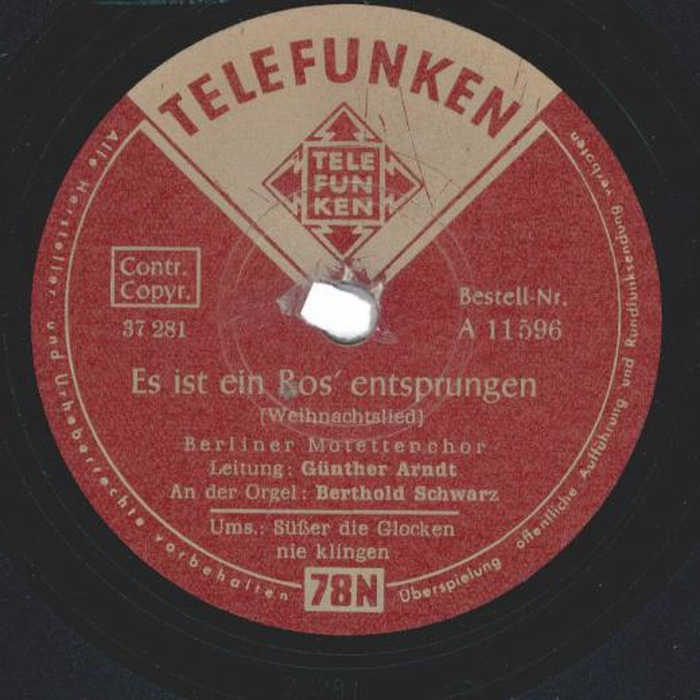 TELEFUNKEN
TELE
FUN
KEN
Contr.
Copyr.
37 281
Bestell-Nr.
A 11596
Es ist ein Ros' entsprungen
(Weihnachtslied)
Berliner Motettenchor
Leitung: Günther Arndt
An der Orgel: Berthold Schwarz
Ums.: Süßer die Glocken
nie klingen
78N
Alle Hersteller- und Urheberrechte vorbehalten
Überspielung öffentliche Aufführung und Rundfunksendung verboten